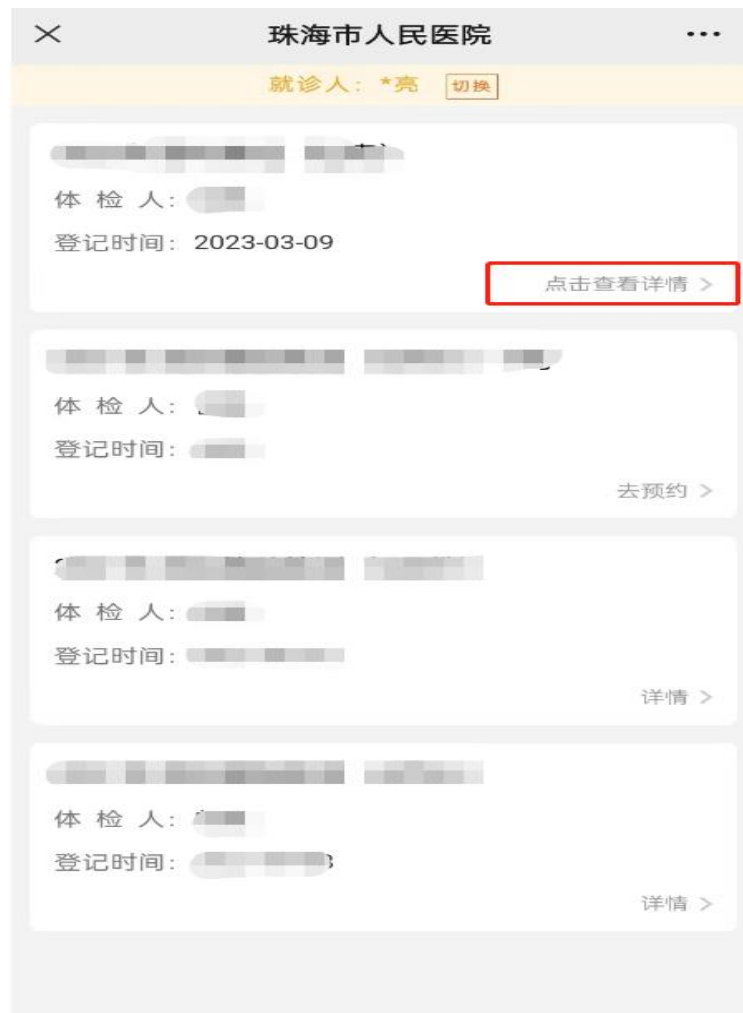 珠海市人民医院
就诊人：*亮 切换
体 检 人：
登记时间：2023-03-09
点击查看详情 >
体 检 人：
登记时间：
去预约 >
体 检 人：
登记时间：
详情 >
体 检 人：
登记时间：
详情 >